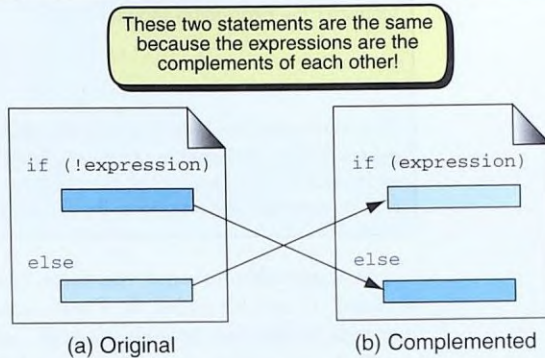 These two statements are the same
because the expressions are the
complements of each other!
if (!expression)
else
(a) Original
if (expression)
else
(b) Complemented